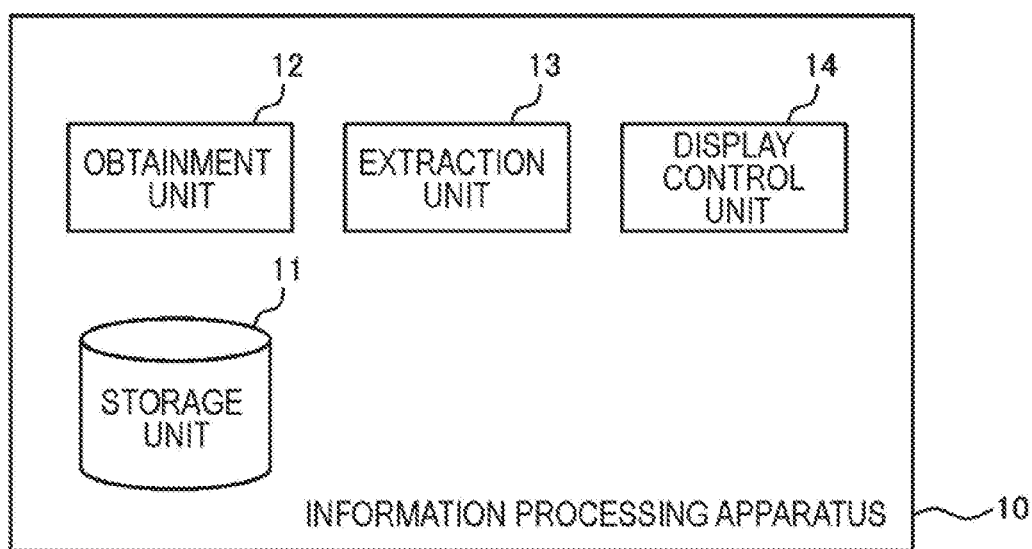 12
13
14
OBTAINMENT
UNIT
EXTRACTION
UNIT
DISPLAY
CONTROL
UNIT
11
STORAGE
UNIT
INFORMATION PROCESSING APPARATUS
10